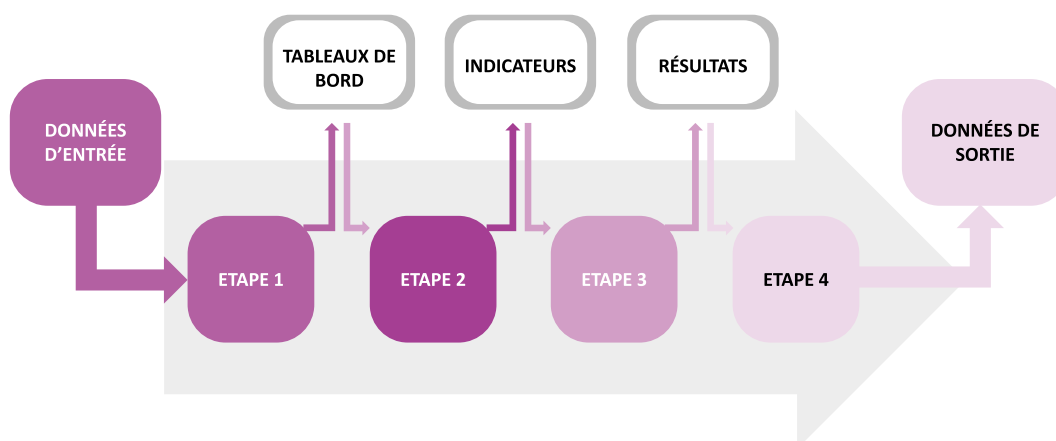 TABLEAUX DE
BORD
INDICATEURS
RÉSULTATS
DONNÉES
D’ENTRÉE
DONNÉES DE
SORTIE
ETAPE 1
ETAPE 2
ETAPE 3
ETAPE 4